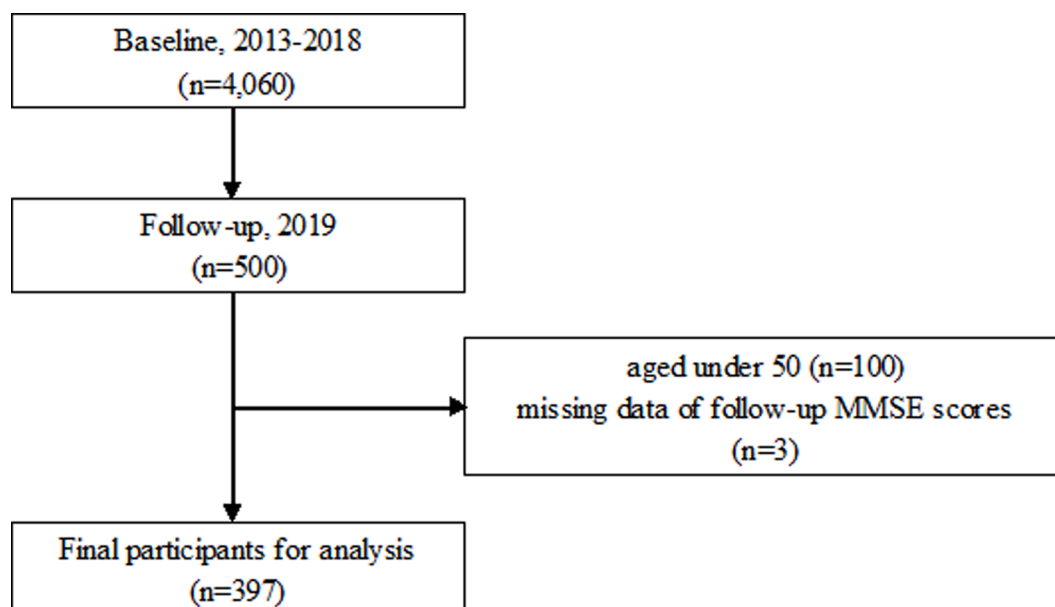 Baseline, 2013-2018
(n=4,060)
Follow-up, 2019
(n=500)
aged under 50 (n=100)
missing data of follow-up MMSE scores
(n=3)
Final participants for analysis
(n=397)